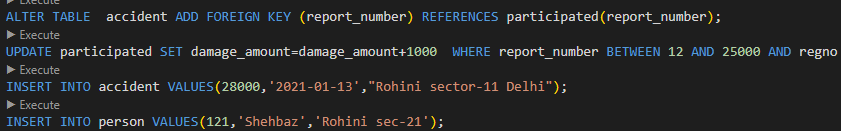 ALTER TABLE  accident ADD FOREIGN KEY (report_number) REFERENCES participated(report_number);
▶ Execute
UPDATE participated SET damage_amount=damage_amount+1000  WHERE report_number BETWEEN 12 AND 25000 AND regno
▶ Execute
INSERT INTO accident VALUES(28000,'2021-01-13',"Rohini sector-11 Delhi");
▶ Execute
INSERT INTO person VALUES(121,'Shehbaz','Rohini sec-21');